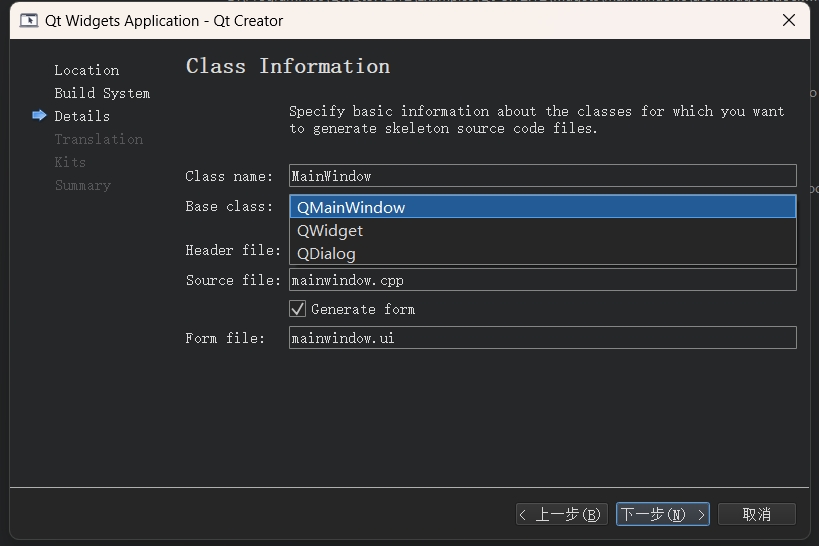 Qt Widgets Application - Qt Creator
Location
Build System
Details
Translation
Kits
Summary
Class Information
Specify basic information about the classes for which you want
to generate skeleton source code files.
Class name: MainWindow
Base class: QMainWindow
QWidget
QDialog
Header file:
Source file: mainwindow.cpp
Generate form
Form file: mainwindow.ui
< 上一步(B)
下一步(N) >
取消